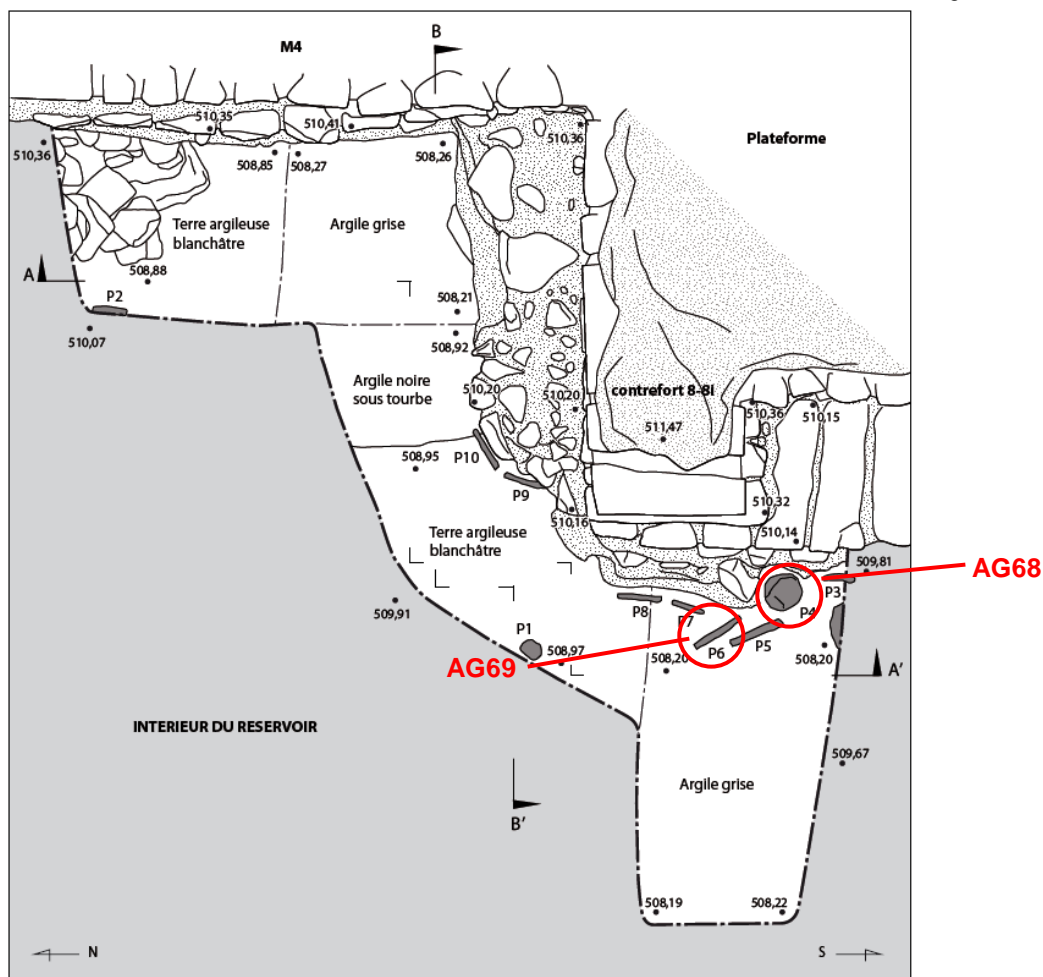 B
M4
510,35
510,41
510,36
Plateforme
510,36
508,85
508,27
508,26
Terre argileuse
blanchâtre
Argile grise
A
508,88
P2
508,21
510,07
508,92
Argile noire
sous tourbe
510,20
510,20
contrefort 8-8I
510,36
510,15
511,47
P10
508,95
P9
510,32
510,16
Terre argileuse
blanchâtre
510,14
509,81
AG68
P3
P4
509,91
P8
P7
P1
P6
P5
508,97
508,20
508,20
A'
AG69
INTERIEUR DU RESERVOIR
509,67
Argile grise
B'
508,19
508,22
N
S